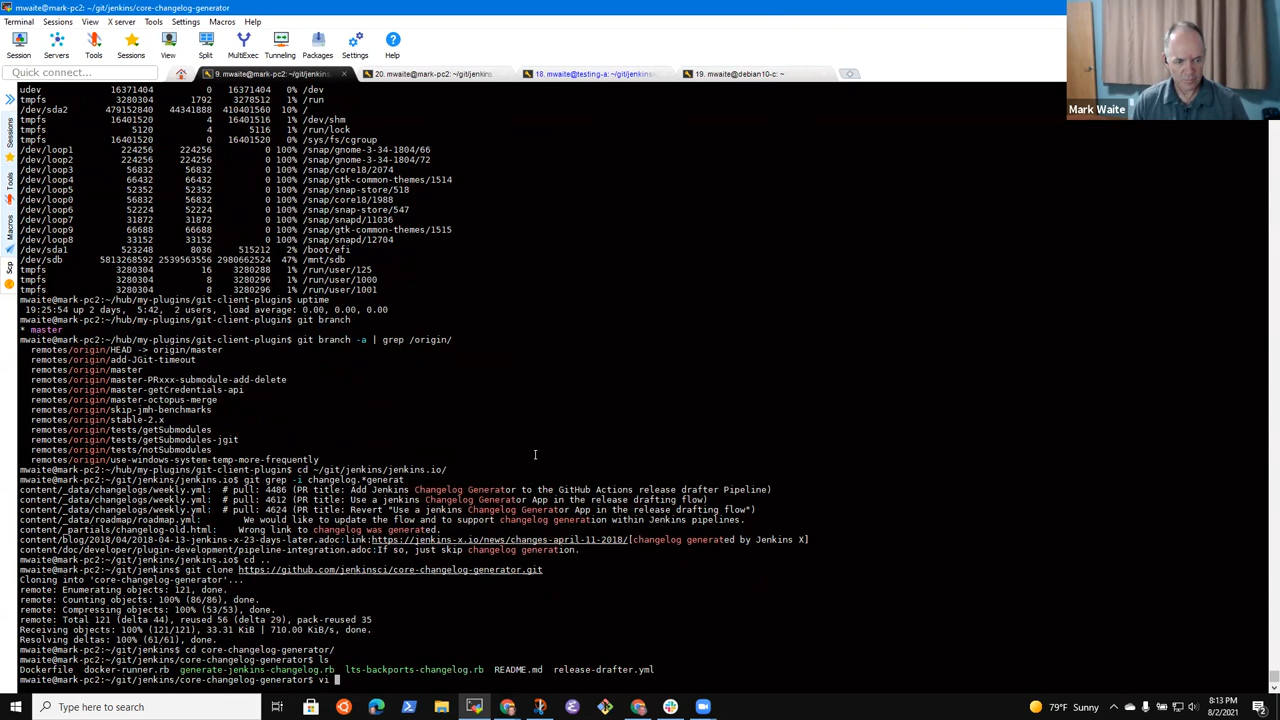 mwaite@mark-pc2: ~/git/jenkins/core-changelog-generator
Terminal Sessions View X server Tools Settings Macros Help
Session Servers Tools Sessions View Split MultiExec Tunneling Packages Settings Help
Quick connect...
9. mwaite@mark-pc2: ~/git/jenkins
20. mwaite@mark-pc2: ~/git/jenkins
18. mwaite@testing-a: ~/git/jenkins
19. mwaite@debian10-c: ~
Mark Waite
Sessions
Tools
Macros
Scp
udev 16371404 0 16371404 0% /dev
tmpfs 3280304 1792 3278512 1% /run
/dev/sda2 479152840 44341888 410401560 10% /
tmpfs 16401520 4 16401516 1% /dev/shm
tmpfs 5120 4 5116 1% /run/lock
tmpfs 16401520 0 16401520 0% /sys/fs/cgroup
/dev/loop1 224256 224256 0 100% /snap/gnome-3-34-1804/66
/dev/loop2 224256 224256 0 100% /snap/gnome-3-34-1804/72
/dev/loop3 56832 56832 0 100% /snap/core18/2074
/dev/loop4 66432 66432 0 100% /snap/gtk-common-themes/1514
/dev/loop5 52352 52352 0 100% /snap/snap-store/518
/dev/loop0 56832 56832 0 100% /snap/core18/1988
/dev/loop6 52224 52224 0 100% /snap/snap-store/547
/dev/loop7 31872 31872 0 100% /snap/snapd/11036
/dev/loop9 66688 66688 0 100% /snap/gtk-common-themes/1515
/dev/loop8 33152 33152 0 100% /snap/snapd/12704
/dev/sda1 523248 8036 515212 2% /boot/efi
/dev/sdb 5813268592 2539563556 2980662524 47% /mnt/sdb
tmpfs 3280304 16 3280288 1% /run/user/125
tmpfs 3280304 8 3280296 1% /run/user/1000
tmpfs 3280304 8 3280296 1% /run/user/1001
mwaite@mark-pc2:~/hub/my-plugins/git-client-plugin$ uptime
19:25:54 up 2 days, 5:42, 2 users, load average: 0.00, 0.00, 0.00
mwaite@mark-pc2:~/hub/my-plugins/git-client-plugin$ git branch
* master
mwaite@mark-pc2:~/hub/my-plugins/git-client-plugin$ git branch -a | grep /origin/
remotes/origin/HEAD -> origin/master
remotes/origin/add-JGit-timeout
remotes/origin/master
remotes/origin/master-PRxxx-submodule-add-delete
remotes/origin/master-getCredentials-api
remotes/origin/master-octopus-merge
remotes/origin/skip-jmh-benchmarks
remotes/origin/stable-2.x
remotes/origin/tests/getSubmodules
remotes/origin/tests/getSubmodules-jgit
remotes/origin/tests/notSubmodules
remotes/origin/use-windows-system-temp-more-frequently
mwaite@mark-pc2:~/hub/my-plugins/git-client-plugin$ cd ~/git/jenkins/jenkins.io/
mwaite@mark-pc2:~/git/jenkins/jenkins.io$ git grep -i changelog.*generat
content/_data/changelogs/weekly.yml: # pull: 4486 (PR title: Add Jenkins Changelog Generator to the GitHub Actions release drafter Pipeline)
content/_data/changelogs/weekly.yml: # pull: 4612 (PR title: Use a jenkins Changelog Generator App in the release drafting flow)
content/_data/changelogs/weekly.yml: # pull: 4624 (PR title: Revert "Use a jenkins Changelog Generator App in the release drafting flow")
content/_data/roadmap/roadmap.yml: We would like to update the flow and to support changelog generation within Jenkins pipelines.
content/_partials/changelog-old.html: Wrong link to changelog was generated.
content/blog/2018/04/2018-04-13-jenkins-x-23-days-later.adoc:link:https://jenkins-x.io/news/changes-april-11-2018/[changelog generated by Jenkins X]
content/doc/developer/plugin-development/pipeline-integration.adoc:If so, just skip changelog generation.
mwaite@mark-pc2:~/git/jenkins/jenkins.io$ cd ..
mwaite@mark-pc2:~/git/jenkins$ git clone https://github.com/jenkinsci/core-changelog-generator.git
Cloning into 'core-changelog-generator'...
remote: Enumerating objects: 121, done.
remote: Counting objects: 100% (86/86), done.
remote: Compressing objects: 100% (53/53), done.
remote: Total 121 (delta 44), reused 56 (delta 29), pack-reused 35
Receiving objects: 100% (121/121), 33.31 KiB | 710.00 KiB/s, done.
Resolving deltas: 100% (61/61), done.
mwaite@mark-pc2:~/git/jenkins$ cd core-changelog-generator/
mwaite@mark-pc2:~/git/jenkins/core-changelog-generator$ ls
Dockerfile docker-runner.rb generate-jenkins-changelog.rb lts-backports-changelog.rb README.md release-drafter.yml
mwaite@mark-pc2:~/git/jenkins/core-changelog-generator$ vi
Type here to search
79°F Sunny
8:13 PM
8/2/2021
2